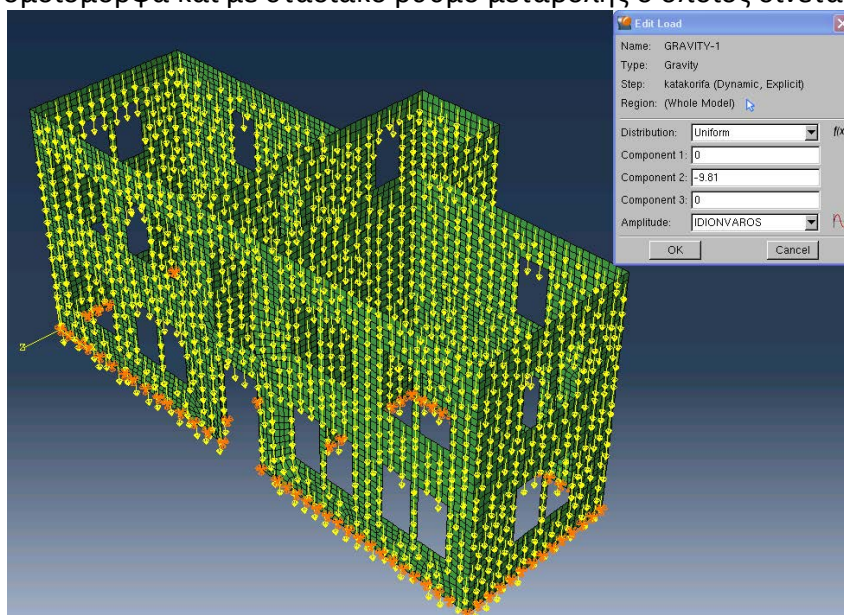 ομοιόμορφα και με σταδιακό ρυθμό μεταβολής ο οποίος δίνετα
Edit Load
Name: GRAVITY-1
Type: Gravity
Step: katakorifa (Dynamic, Explicit)
Region: (Whole Model)
Distribution: Uniform f(x
Component 1: 0
Component 2: -9.81
Component 3: 0
Amplitude: IDIONVAROS
OK Cancel
Z